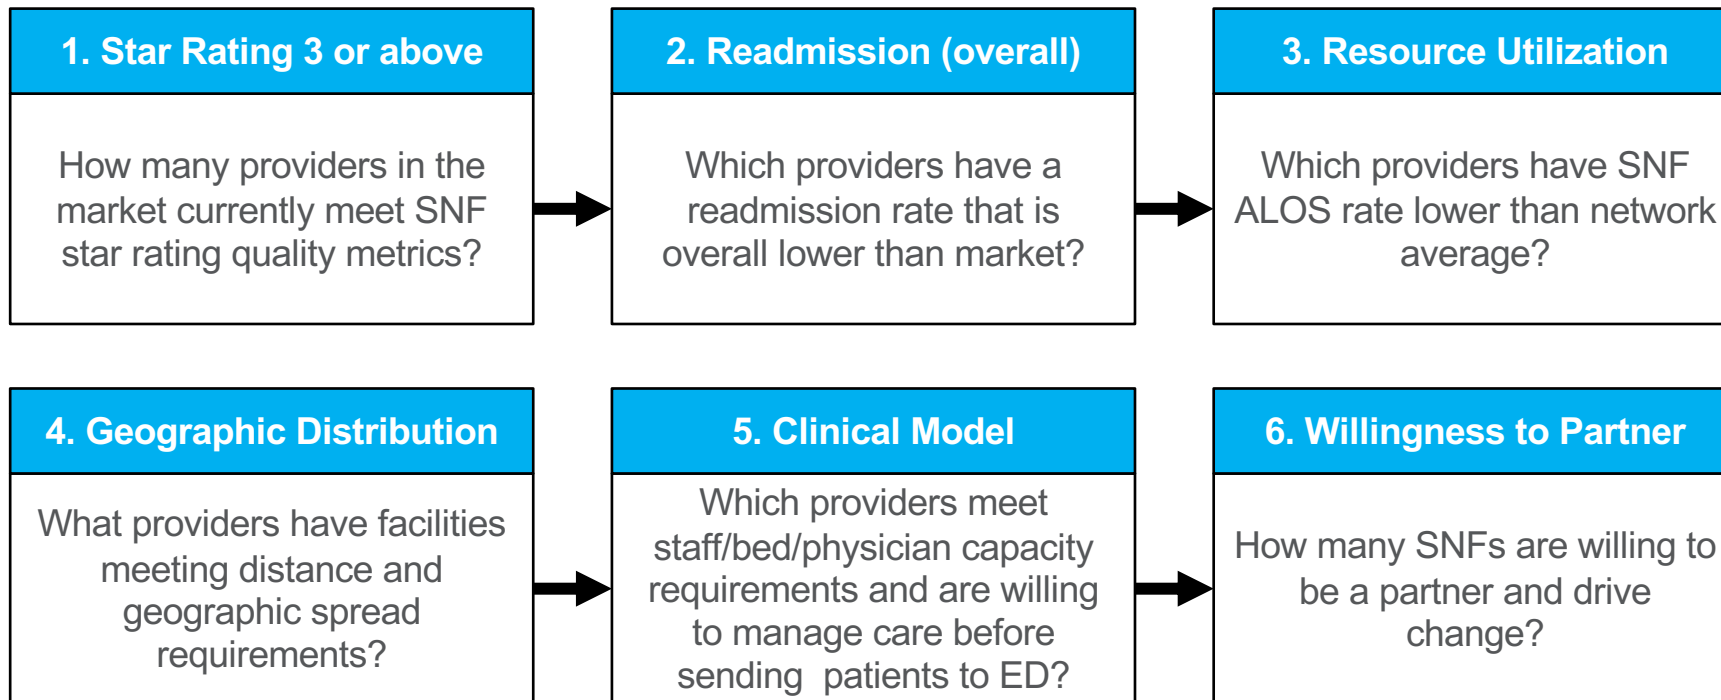 1. Star Rating 3 or above
How many providers in the
market currently meet SNF
star rating quality metrics?
2. Readmission (overall)
Which providers have a
readmission rate that is
overall lower than market?
3. Resource Utilization
Which providers have SNF
ALOS rate lower than network
average?
4. Geographic Distribution
What providers have facilities
meeting distance and
geographic spread
requirements?
5. Clinical Model
Which providers meet
staff/bed/physician capacity
requirements and are willing
to manage care before
sending  patients to ED?
6. Willingness to Partner
How many SNFs are willing to
be a partner and drive
change?